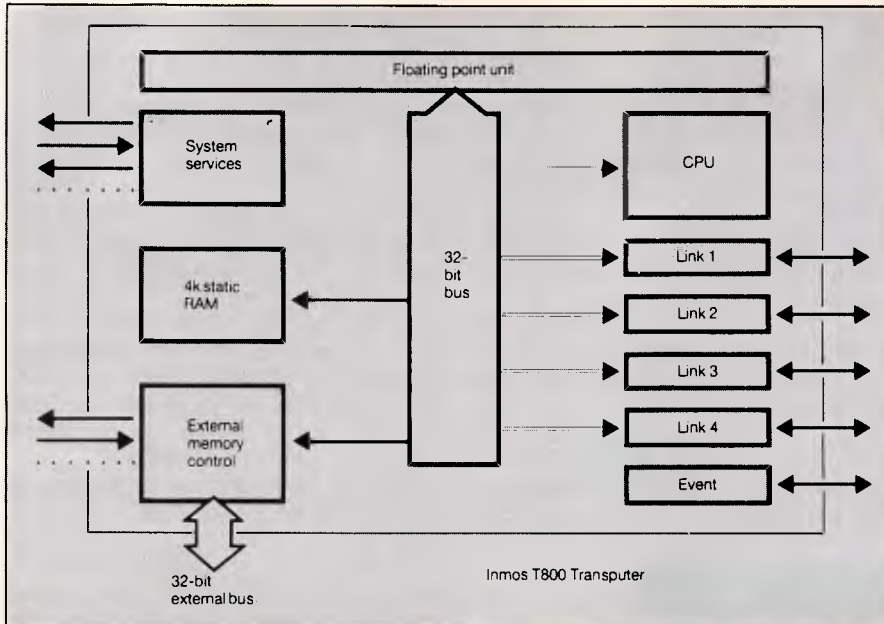 Floating point unit
System
services
CPU
32-
bit
bus
Link 1
4k static
RAM
Link 2
Link 3
External
memory
control
Link 4
Event
32-bit
external bus
Inmos T800 Transputer